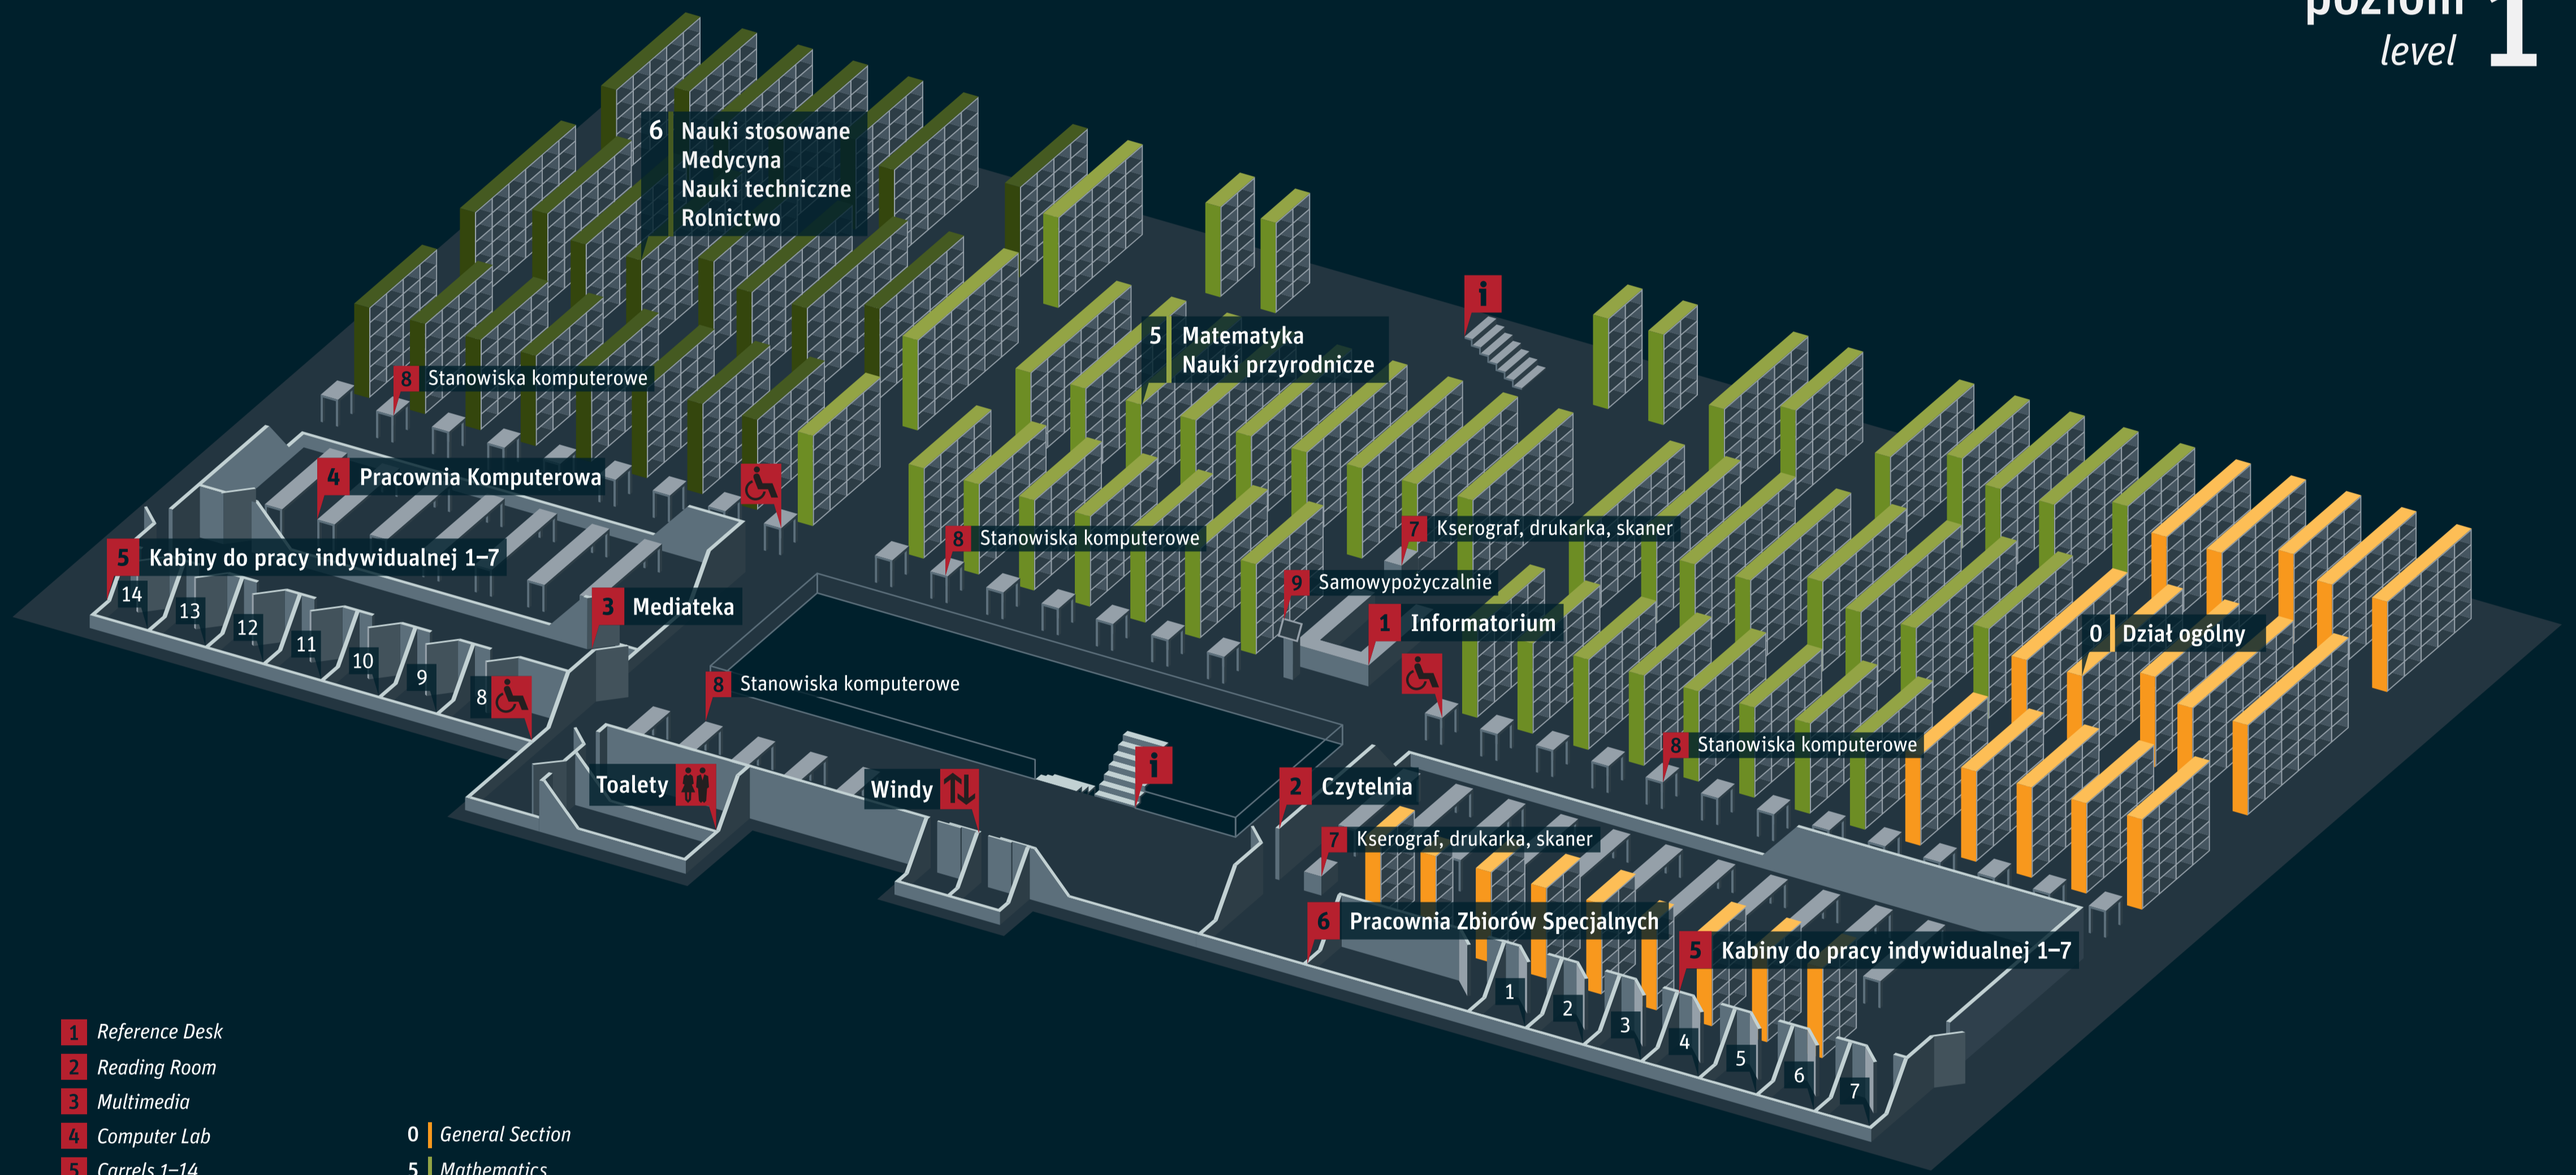 poziom 1
level
6 Nauki stosowane
Medycyna
Nauki techniczne
Rolnictwo
i
5 Matematyka
Nauki przyrodnicze
8 Stanowiska komputerowe
4 Pracownia Komputerowa
8 Stanowiska komputerowe
7 Kserograf, drukarka, skaner
5 Kabiny do pracy indywidualnej 1–7
9 Samowypożyczalnie
14
13
12
11
10
9
8
3 Mediateka
1 Informatorium
0 Dział ogólny
8 Stanowiska komputerowe
8 Stanowiska komputerowe
Toalety
Windy
i
2 Czytelnia
7 Kserograf, drukarka, skaner
6 Pracownia Zbiorów Specjalnych
5 Kabiny do pracy indywidualnej 1–7
1
2
3
4
5
6
7
1 Reference Desk
2 Reading Room
3 Multimedia
4 Computer Lab
5 Carrels 1–14
0 General Section
5 Mathematics